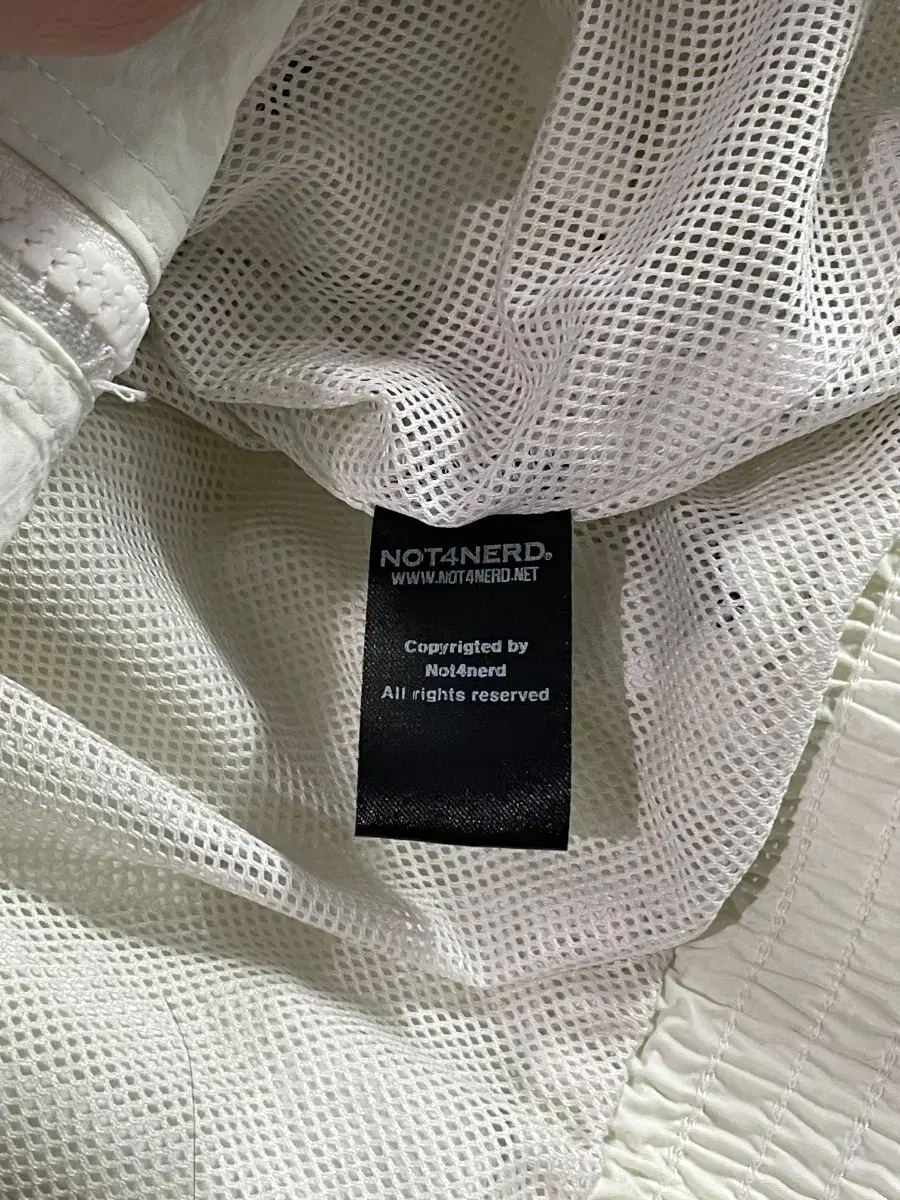 NOT4NERD®
WWW.NOT4NERD.NET
Copyrigted by
Not4nerd
All rights reserved